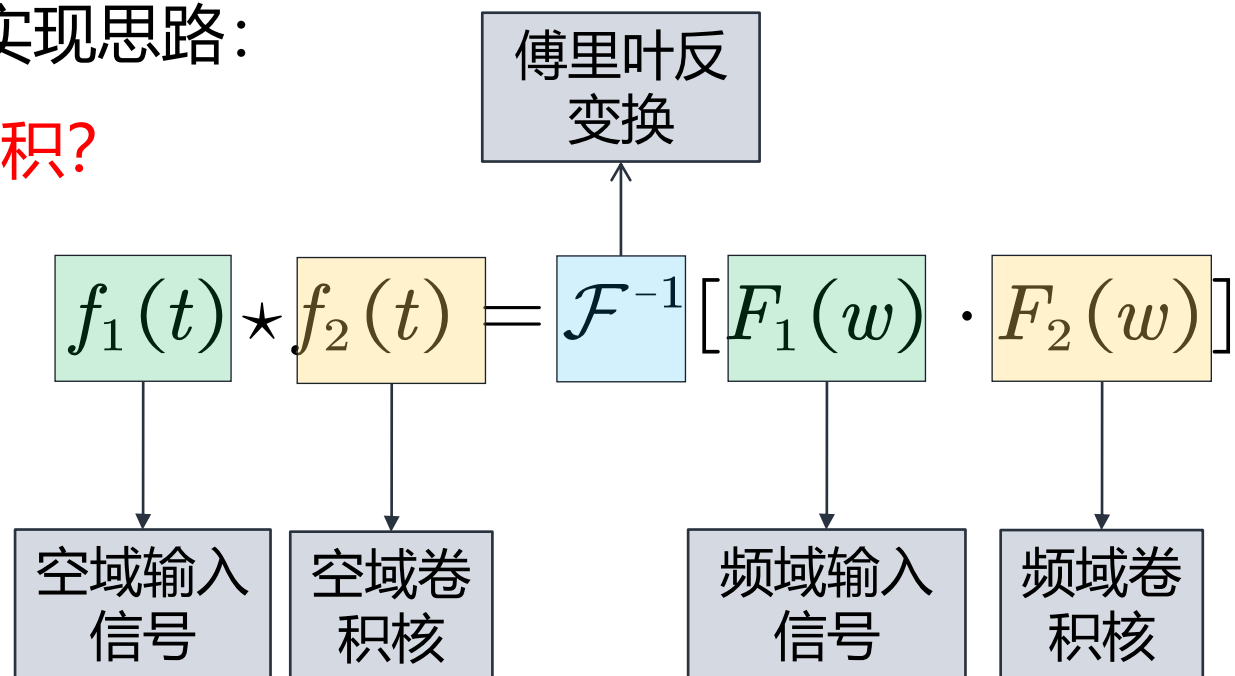 实现思路：
积？
傅里叶反
变换
f₁(t)⋆f₂(t) = ℱ⁻¹[F₁(w) · F₂(w)]
空域输入
信号
空域卷
积核
频域输入
信号
频域卷
积核